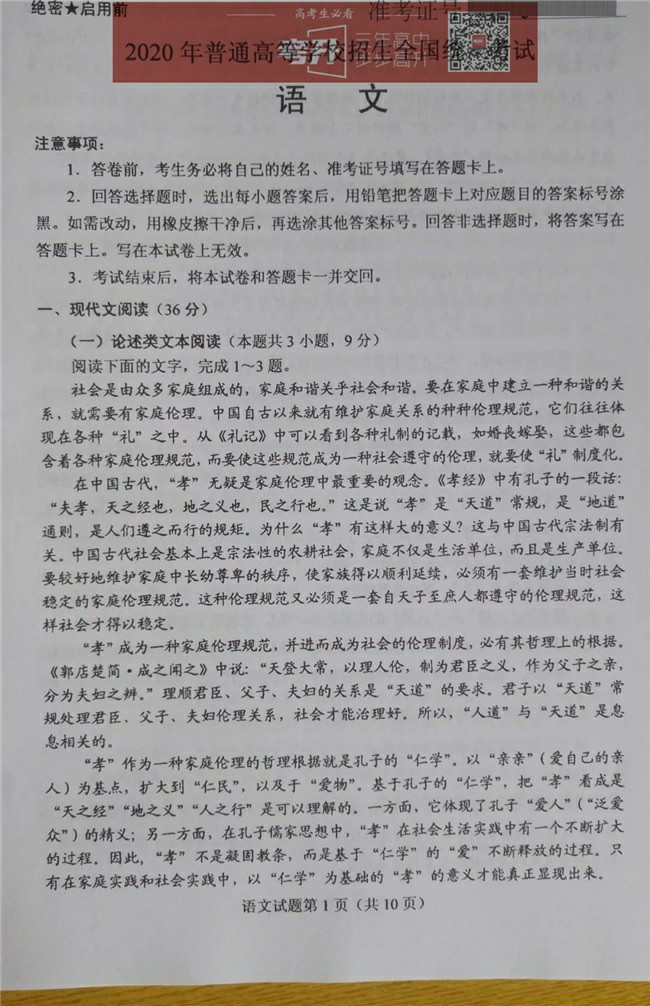 绝密★启用前
高考生必看
准考证号
三年高中
步步高升
2020年普通高等学校招生全国统 考试
语 文
注意事项：
1．答卷前，考生务必将自己的姓名、准考证号填写在答题卡上。
2．回答选择题时，选出每小题答案后，用铅笔把答题卡上对应题目的答案标号涂
黑。如需改动，用橡皮擦干净后，再选涂其他答案标号。回答非选择题时，将答案写在
答题卡上。写在本试卷上无效。
3．考试结束后，将本试卷和答题卡一并交回。
一、现代文阅读（36分）
（一）论述类文本阅读（本题共3小题，9分）
阅读下面的文字，完成1～3题。
社会是由众多家庭组成的，家庭和谐关乎社会和谐。要在家庭中建立一种和谐的关
系，就需要有家庭伦理。中国自古以来就有维护家庭关系的种种伦理规范，它们往往体
现在各种“礼”之中。从《礼记》中可以看到各种礼制的记载，如婚丧嫁娶，这些都包
含着各种家庭伦理规范，而要使这些规范成为一种社会遵守的伦理，就要使“礼”制度化。
在中国古代，“孝”无疑是家庭伦理中最重要的观念。《孝经》中有孔子的一段话：
“夫孝，天之经也，地之义也，民之行也。”这是说“孝”是“天道”常规，是“地道”
通则，是人们遵之而行的规矩。为什么“孝”有这样大的意义？这与中国古代宗法制有
关。中国古代社会基本上是宗法性的农耕社会，家庭不仅是生活单位，而且是生产单位。
要较好地维护家庭中长幼尊卑的秩序，使家族得以顺利延续，必须有一套维护当时社会
稳定的家庭伦理规范。这种伦理规范又必须是一套自天子至庶人都遵守的伦理规范，这
样社会才得以稳定。
“孝”成为一种家庭伦理规范，并进而成为社会的伦理制度，必有其哲理上的根据。
《郭店楚简·成之闻之》中说：“天登大常，以理人伦，制为君臣之义，作为父子之亲，
分为夫妇之辨。”理顺君臣、父子、夫妇的关系是“天道”的要求。君子以“天道”常
规处理君臣、父子、夫妇伦理关系，社会才能治理好。所以，“人道”与“天道”是息
息相关的。
“孝”作为一种家庭伦理的哲理根据就是孔子的“仁学”。以“亲亲”（爱自己的亲
人）为基点，扩大到“仁民”，以及于“爱物”。基于孔子的“仁学”，把“孝”看成是
“天之经”“地之义”“人之行”是可以理解的。一方面，它体现了孔子“爱人”（“泛爱
众”）的精义；另一方面，在孔子儒家思想中，“孝”在社会生活实践中有一个不断扩大
的过程。因此，“孝”不是凝固教条，而是基于“仁学”的“爱”不断释放的过程。只
有在家庭实践和社会实践中，以“仁学”为基础的“孝”的意义才能真正显现出来。
语文试题第1页（共10页）